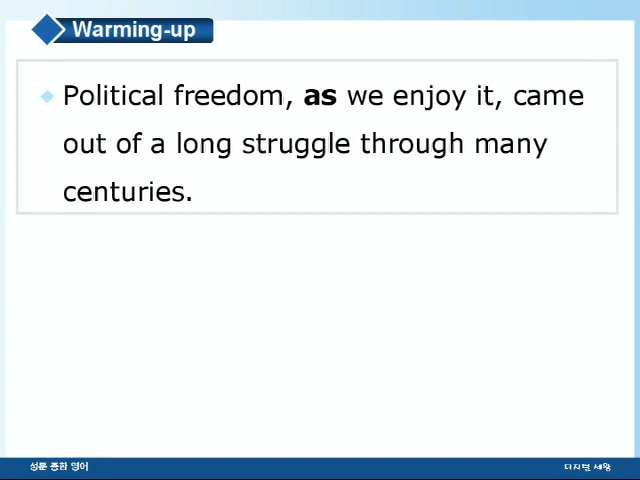 Warming-up
Political freedom, as we enjoy it, came
out of a long struggle through many
centuries.
성문 종합 영어
디지털 세왕